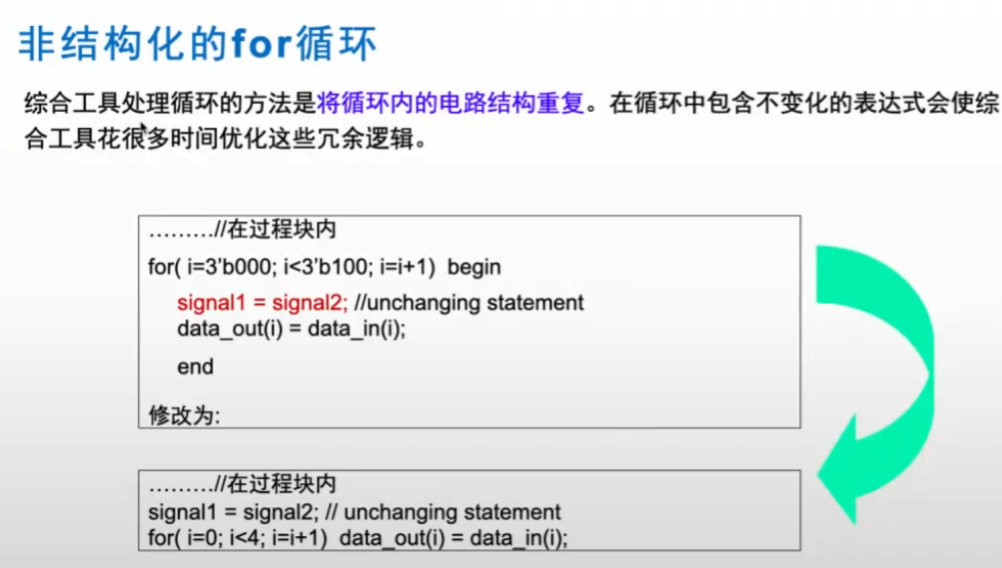 非结构化的for循环
综合工具处理循环的方法是将循环内的电路结构重复。在循环中包含不变化的表达式会使综
合工具花很多时间优化这些冗余逻辑。
………//在过程块内
for( i=3'b000; i<3'b100; i=i+1) begin
signal1 = signal2; //unchanging statement
data_out(i) = data_in(i);
end
修改为:
………//在过程块内
signal1 = signal2; // unchanging statement
for( i=0; i<4; i=i+1) data_out(i) = data_in(i);